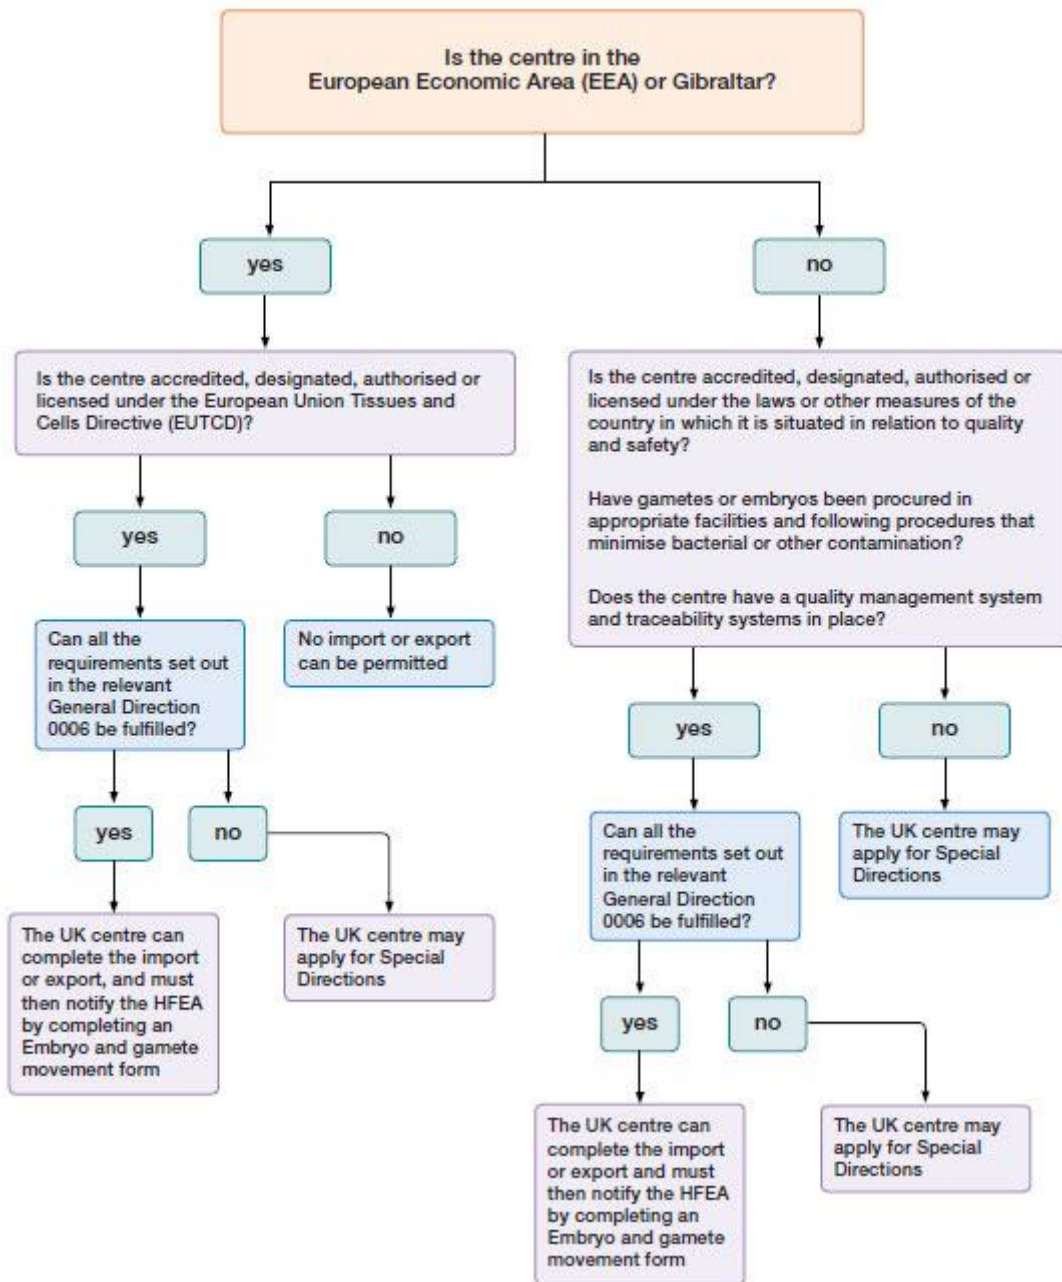 Is the centre in the
European Economic Area (EEA) or Gibraltar?
yes
no
Is the centre accredited, designated, authorised or
licensed under the European Union Tissues and
Cells Directive (EUTCD)?
yes
no
Can all the
requirements set out
in the relevant
General Direction
0006 be fulfilled?
No import or export
can be permitted
yes
no
The UK centre can
complete the import
or export, and must
then notify the HFEA
by completing an
Embryo and gamete
movement form
The UK centre may
apply for Special
Directions
Is the centre accredited, designated, authorised or
licensed under the laws or other measures of the
country in which it is situated in relation to quality
and safety?
Have gametes or embryos been procured in
appropriate facilities and following procedures that
minimise bacterial or other contamination?
Does the centre have a quality management system
and traceability systems in place?
yes
no
Can all the
requirements set out
in the relevant
General Direction
0006 be fulfilled?
The UK centre may
apply for Special
Directions
yes
no
The UK centre can
complete the import
or export and must
then notify the HFEA
by completing an
Embryo and gamete
movement form
The UK centre may
apply for Special
Directions